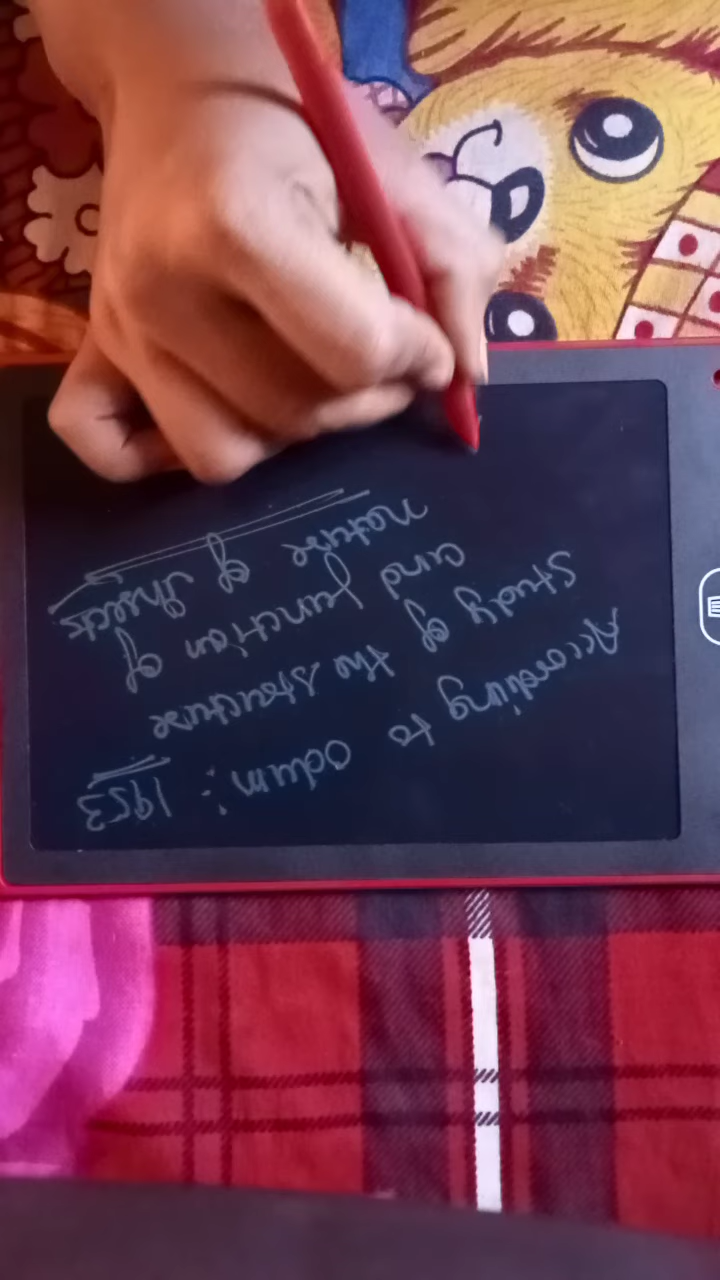 According to odum : 1953
Study of the structure
and function of
nature of Insects